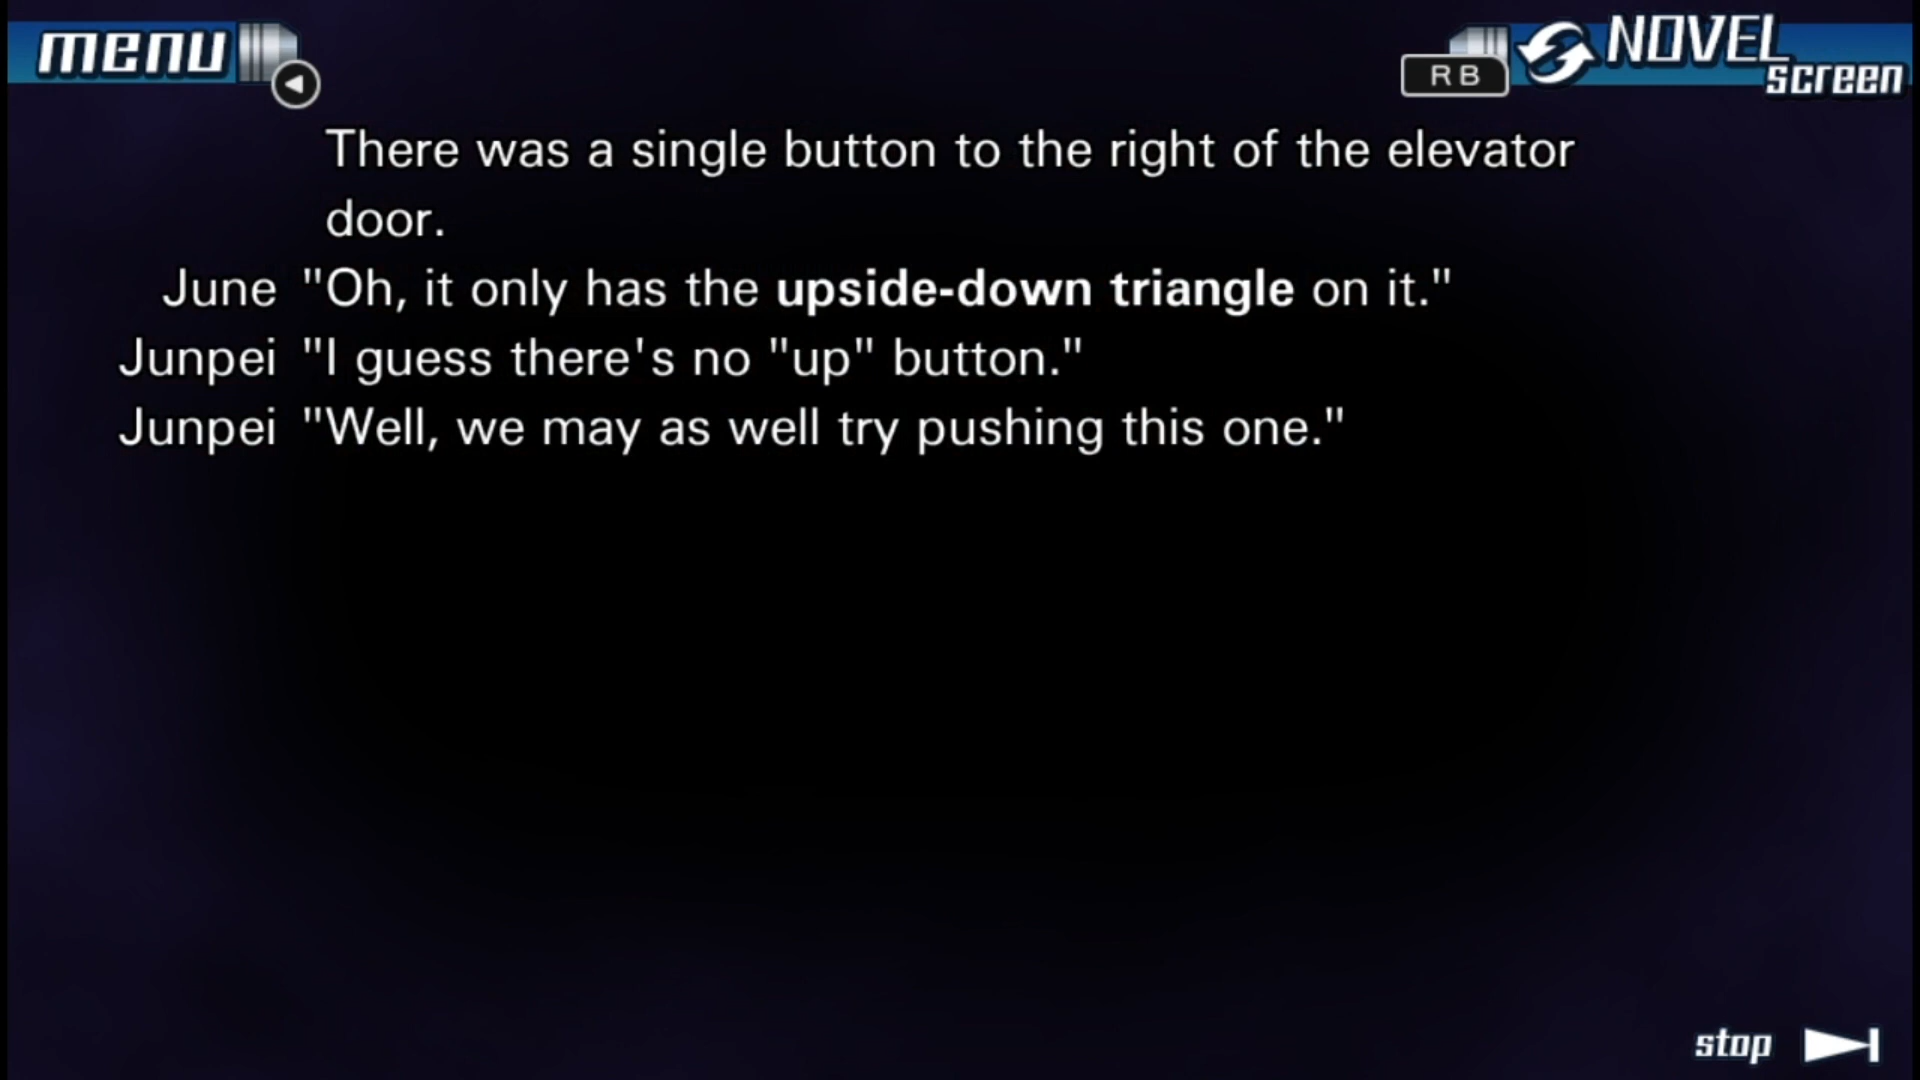 menu
RB
NOVEL
screen
There was a single button to the right of the elevator
door.
June "Oh, it only has the upside-down triangle on it."
Junpei "I guess there's no "up" button."
Junpei "Well, we may as well try pushing this one."
stop